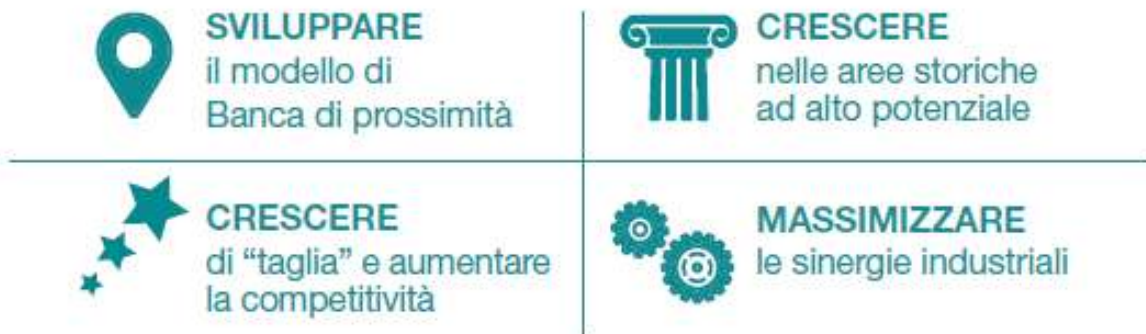 SVILUPPARE
il modello di
Banca di prossimità
CRESCERE
nelle aree storiche
ad alto potenziale
CRESCERE
di “taglia” e aumentare
la competitività
MASSIMIZZARE
le sinergie industriali